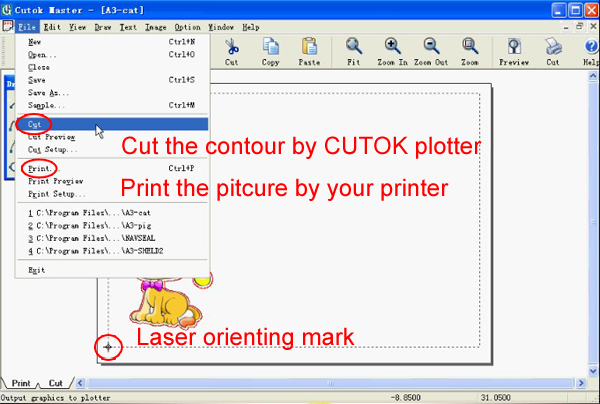 Cutok Master - [A3-cat]
File Edit View Draw Text Image Option Window Help
New Ctrl+N
Open... Ctrl+O
Close
Save Ctrl+S
Save As...
Sample... Ctrl+M
Cut
Cut Preview
Cut Setup...
Print... Ctrl+P
Print Preview
Print Setup...
1 C:\Program Files\...\A3-cat
2 C:\Program Files\...\A3-pig
3 C:\Program Files\...\NAVSEAL
4 C:\Program Files\...\A3-SHELD2
Exit
Cut Copy Paste Fit Zoom In Zoom Out Zoom Preview Cut Help
Cut the contour by CUTOK plotter
Print the pitcure by your printer
Laser orienting mark
Print Cut
Output graphics to plotter -8.8500 31.0500